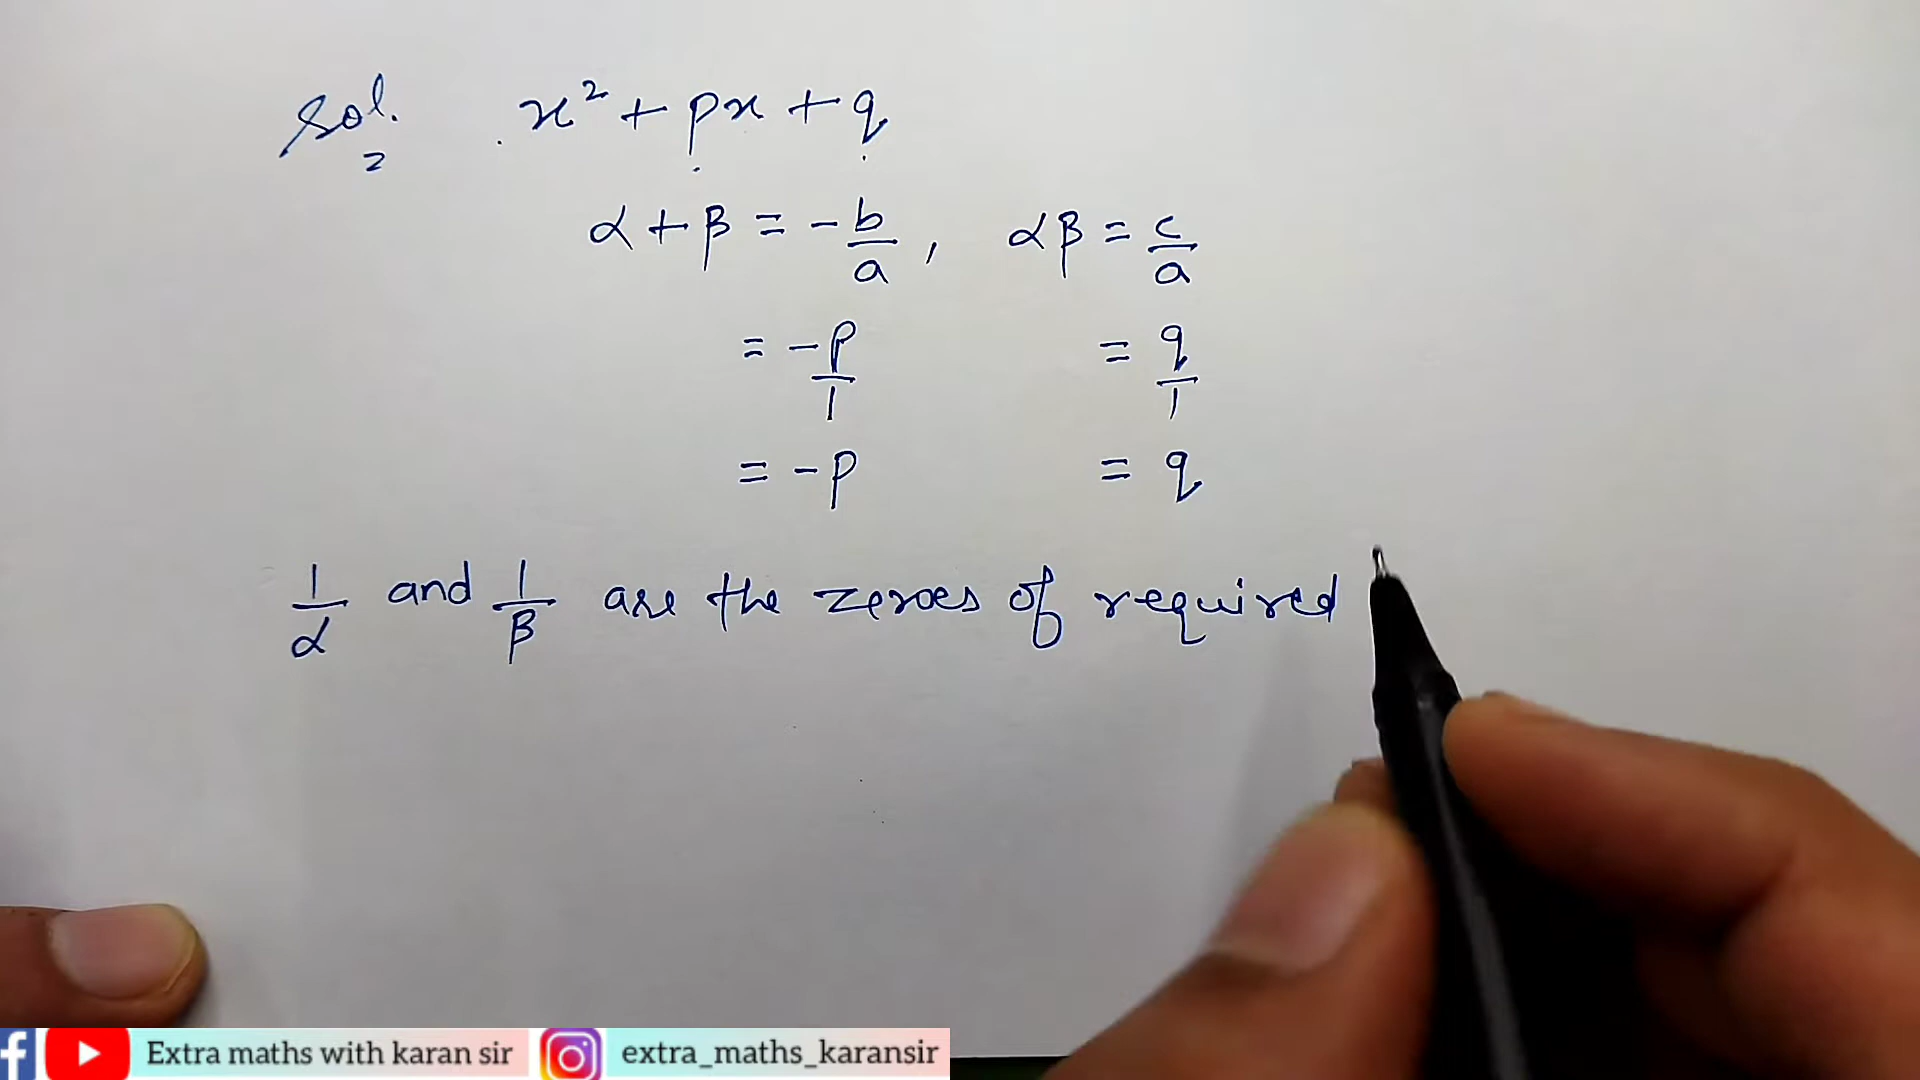 Sol. x² + px + q
α + β = -b/a , αβ = c/a
= -p/1 = q/1
= -p = q
1/α and 1/β are the zeroes of required
Extra maths with karan sir extra_maths_karansir